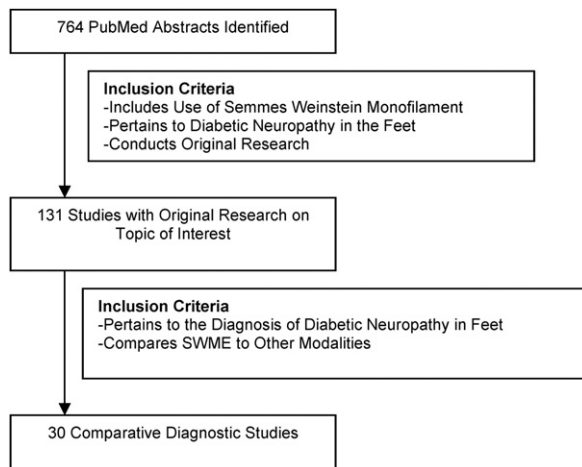 764 PubMed Abstracts Identified
Inclusion Criteria
-Includes Use of Semmes Weinstein Monofilament
-Pertains to Diabetic Neuropathy in the Feet
-Conducts Original Research
131 Studies with Original Research on
Topic of Interest
Inclusion Criteria
-Pertains to the Diagnosis of Diabetic Neuropathy in Feet
-Compares SWME to Other Modalities
30 Comparative Diagnostic Studies